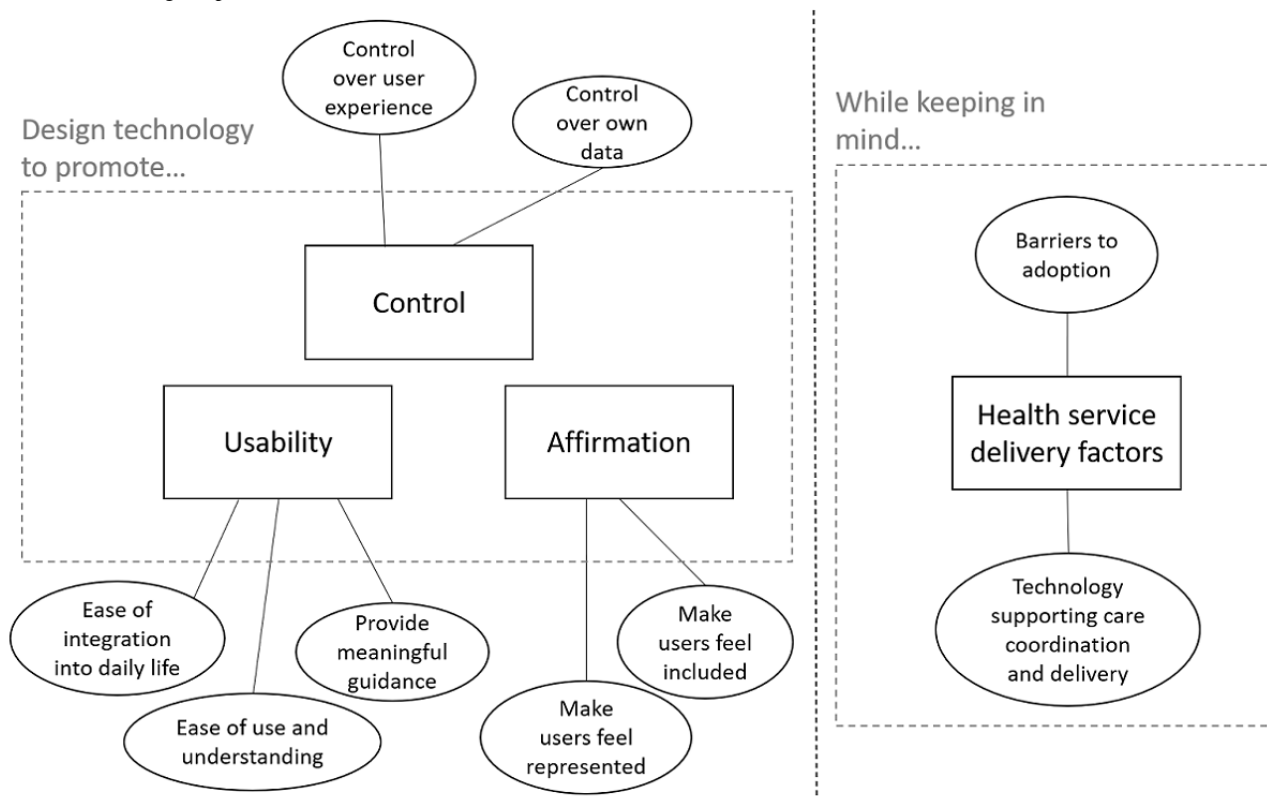 Design technology
to promote...
Control
over user
experience
Control
over own
data
Control
Usability
Affirmation
Ease of
integration
into daily life
Ease of use and
understanding
Provide
meaningful
guidance
Make
users feel
represented
Make
users feel
included
While keeping in
mind...
Barriers to
adoption
Health service
delivery factors
Technology
supporting care
coordination
and delivery